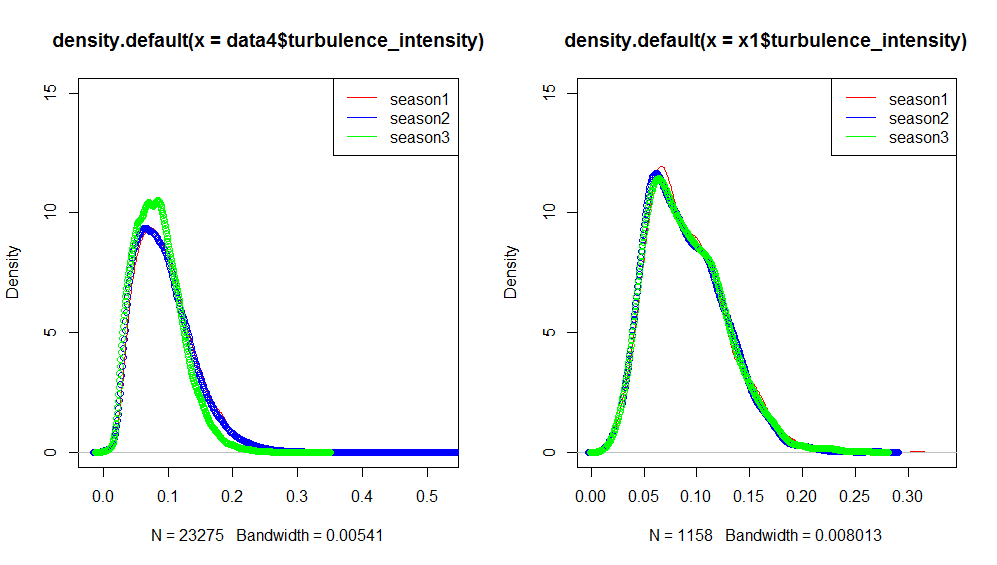 density.default(x = data4$turbulence_intensity)
15
10
5
0
Density
season1
season2
season3
0.0 0.1 0.2 0.3 0.4 0.5
N = 23275 Bandwidth = 0.00541
density.default(x = x1$turbulence_intensity)
15
10
5
0
Density
season1
season2
season3
0.00 0.05 0.10 0.15 0.20 0.25 0.30
N = 1158 Bandwidth = 0.008013